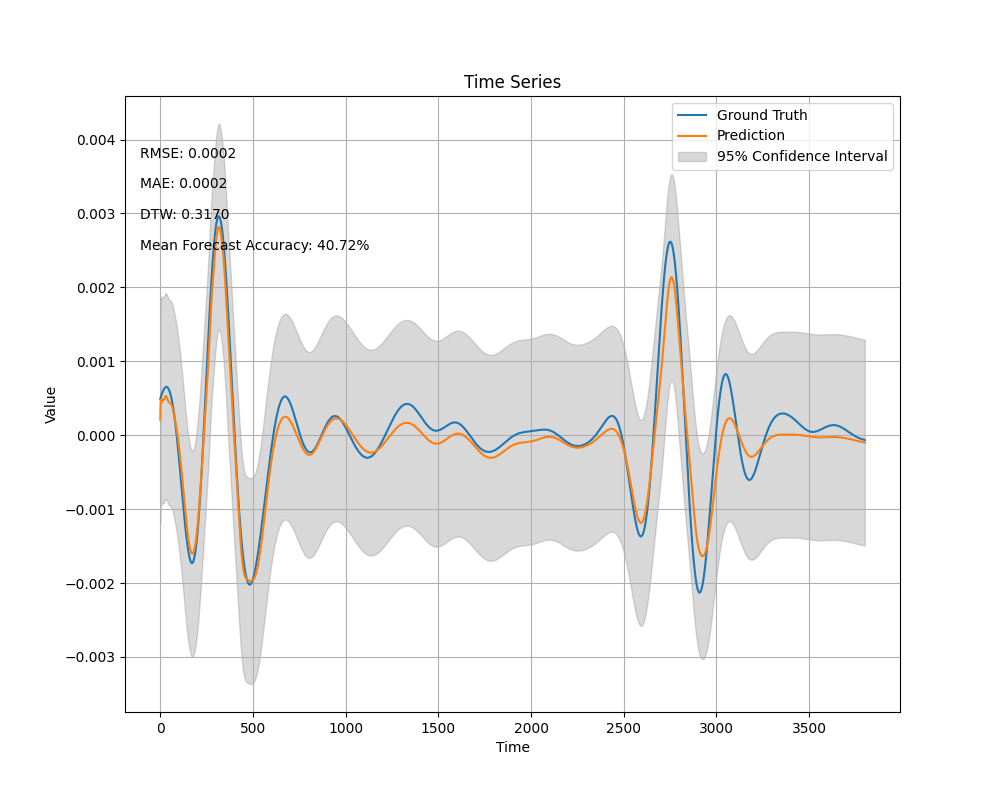 Time Series
Ground Truth
Prediction
95% Confidence Interval
RMSE: 0.0002
MAE: 0.0002
DTW: 0.3170
Mean Forecast Accuracy: 40.72%
Value
0.004
0.003
0.002
0.001
0.000
−0.001
−0.002
−0.003
0
500
1000
1500
2000
2500
3000
3500
Time